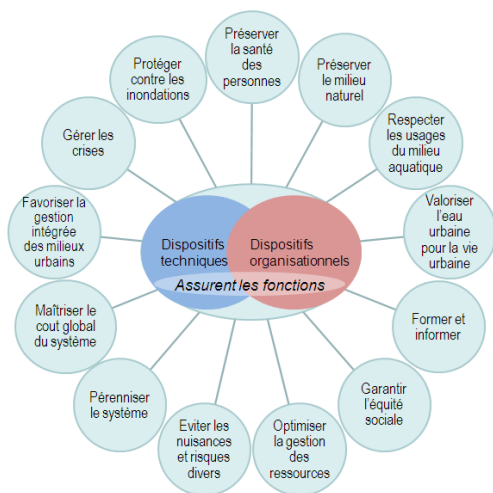 Préserver
la santé
des
personnes
Préserver
le milieu
naturel
Respecter
les usages
du milieu
aquatique
Valoriser
l'eau
urbaine
pour la vie
urbaine
Former et
informer
Garantir
l'équité
sociale
Optimiser
la gestion
des
ressources
Eviter les
nuisances
et risques
divers
Pérenniser
le système
Maîtriser le
cout global
du système
Favoriser la
gestion
intégrée
des milieux
urbains
Gérer les
crises
Protéger
contre les
inondations
Dispositifs
techniques
Dispositifs
organisationnels
Assurent les fonctions